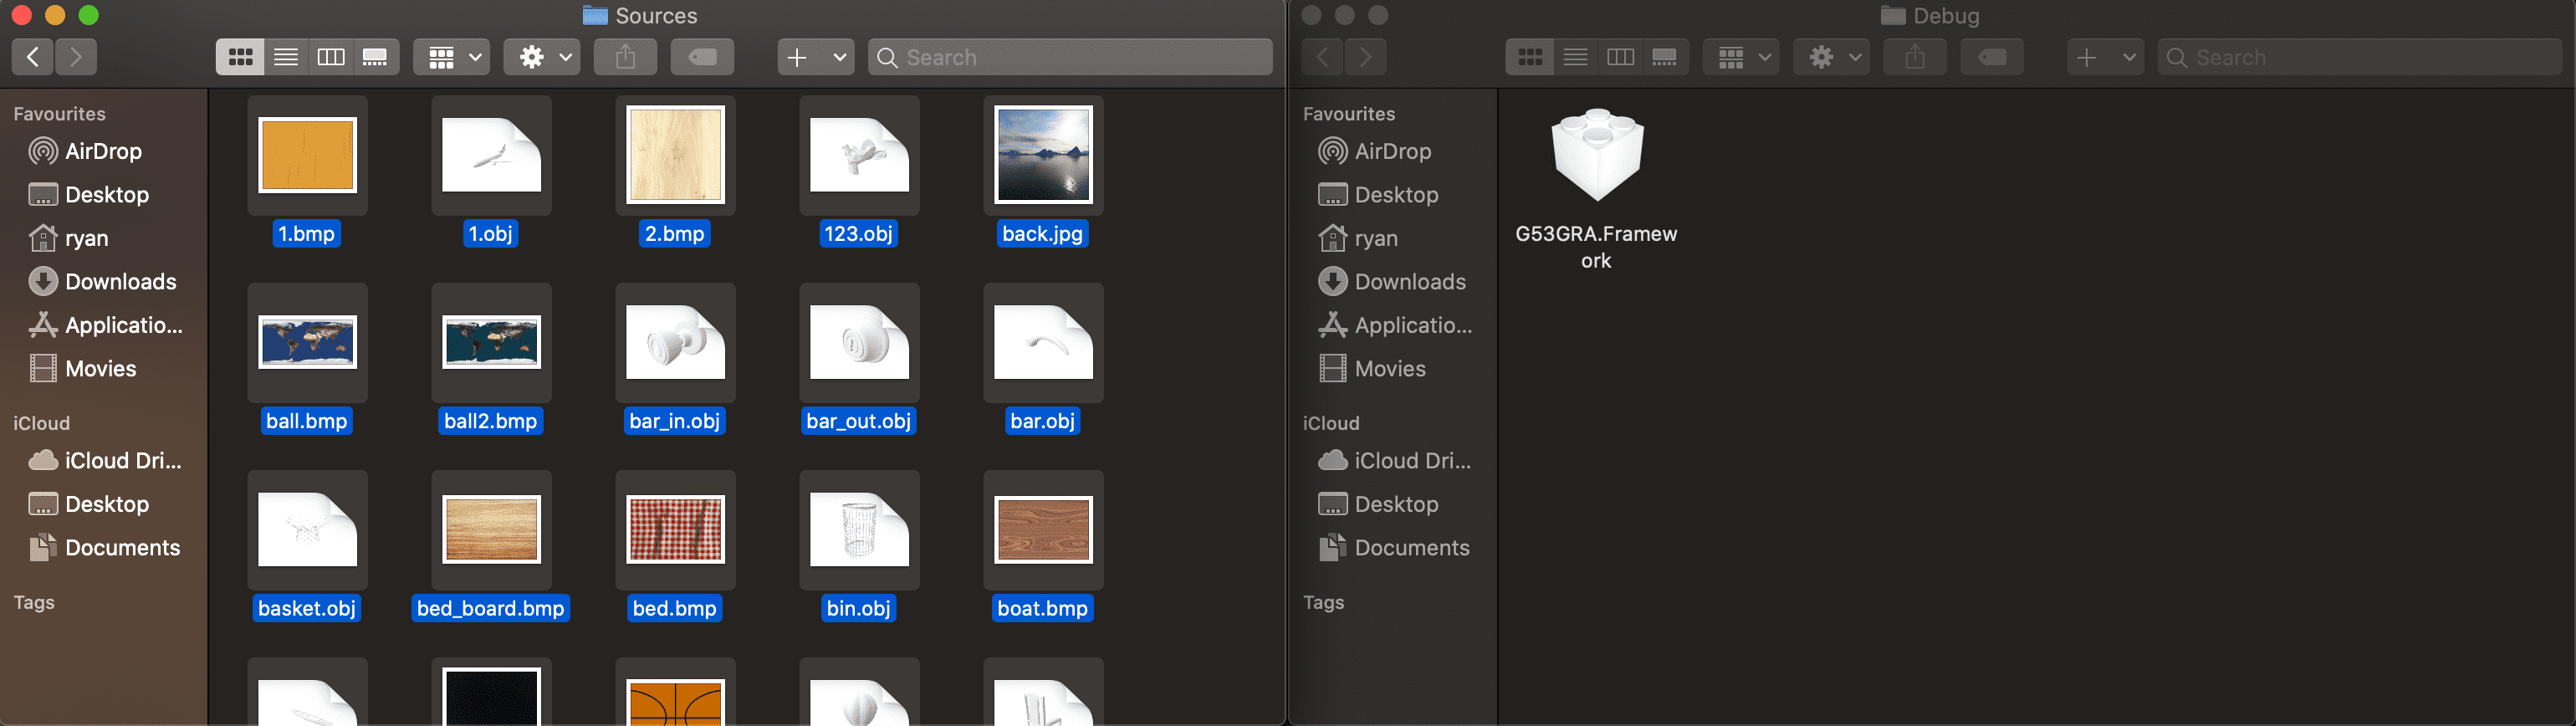 Sources
Search
Favourites
AirDrop
Desktop
ryan
Downloads
Applicatio...
Movies
iCloud
iCloud Dri...
Desktop
Documents
Tags
1.bmp
1.obj
2.bmp
123.obj
back.jpg
ball.bmp
ball2.bmp
bar_in.obj
bar_out.obj
bar.obj
basket.obj
bed_board.bmp
bed.bmp
bin.obj
boat.bmp
Debug
Search
Favourites
AirDrop
Desktop
ryan
Downloads
Applicatio...
Movies
iCloud
iCloud Dri...
Desktop
Documents
Tags
G53GRA.Framew
ork